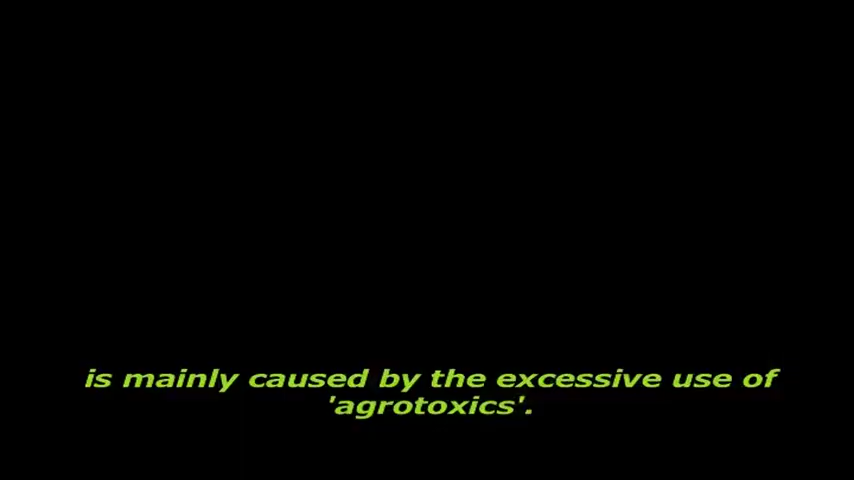 is mainly caused by the excessive use of
'agrotoxics'.